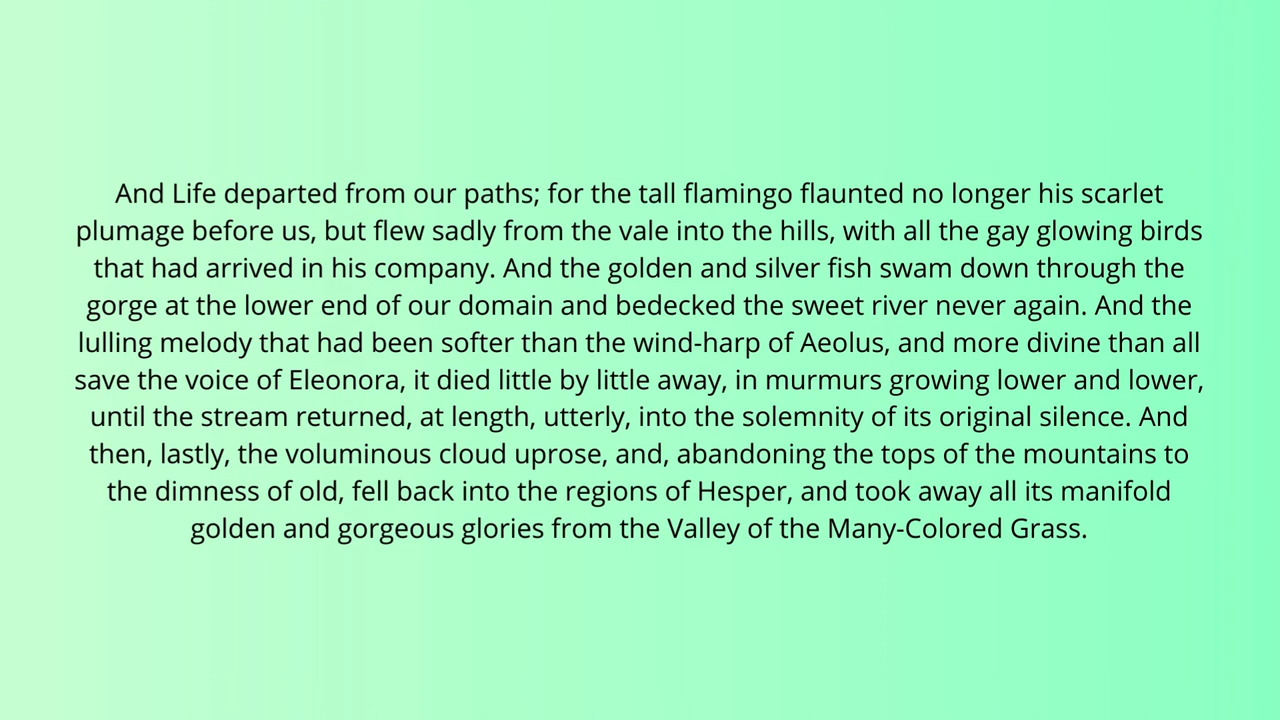 And Life departed from our paths; for the tall flamingo flaunted no longer his scarlet
plumage before us, but flew sadly from the vale into the hills, with all the gay glowing birds
that had arrived in his company. And the golden and silver fish swam down through the
gorge at the lower end of our domain and bedecked the sweet river never again. And the
lulling melody that had been softer than the wind-harp of Aeolus, and more divine than all
save the voice of Eleonora, it died little by little away, in murmurs growing lower and lower,
until the stream returned, at length, utterly, into the solemnity of its original silence. And
then, lastly, the voluminous cloud uprose, and, abandoning the tops of the mountains to
the dimness of old, fell back into the regions of Hesper, and took away all its manifold
golden and gorgeous glories from the Valley of the Many-Colored Grass.